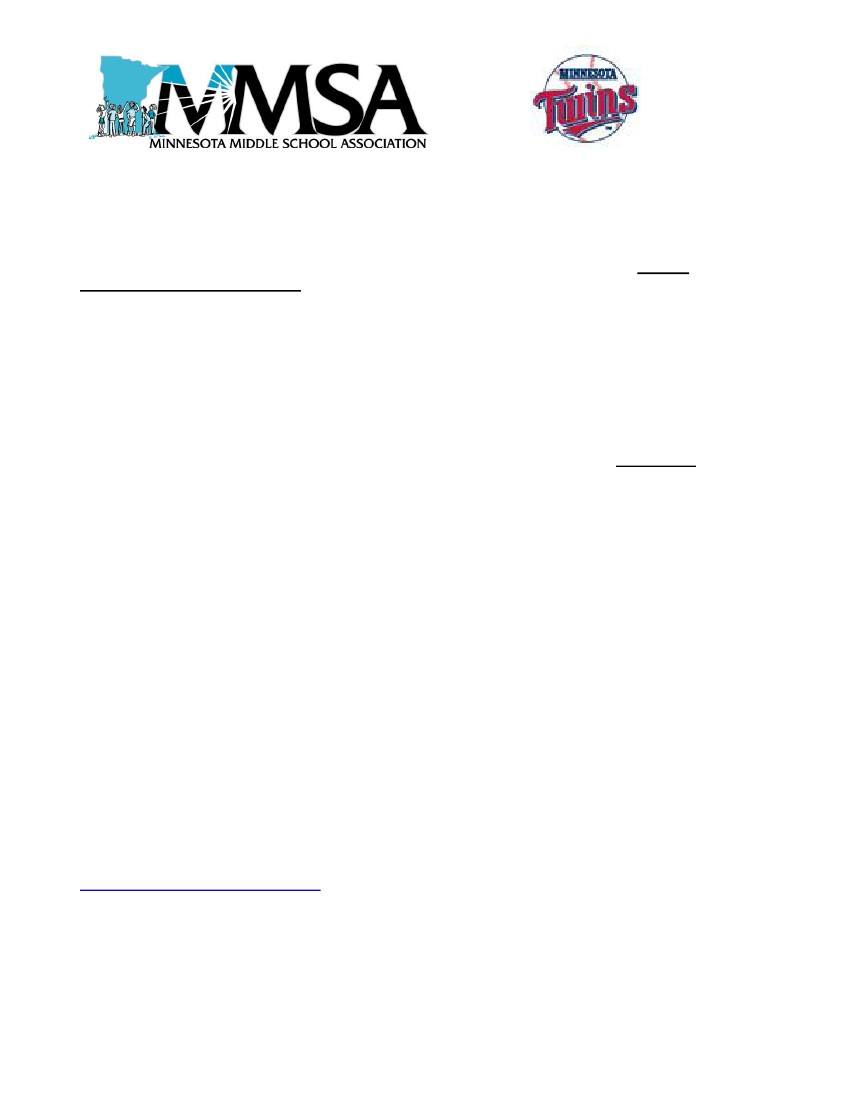 MMSA
MINNESOTA MIDDLE SCHOOL ASSOCIATION
MINNESOTA
Twins